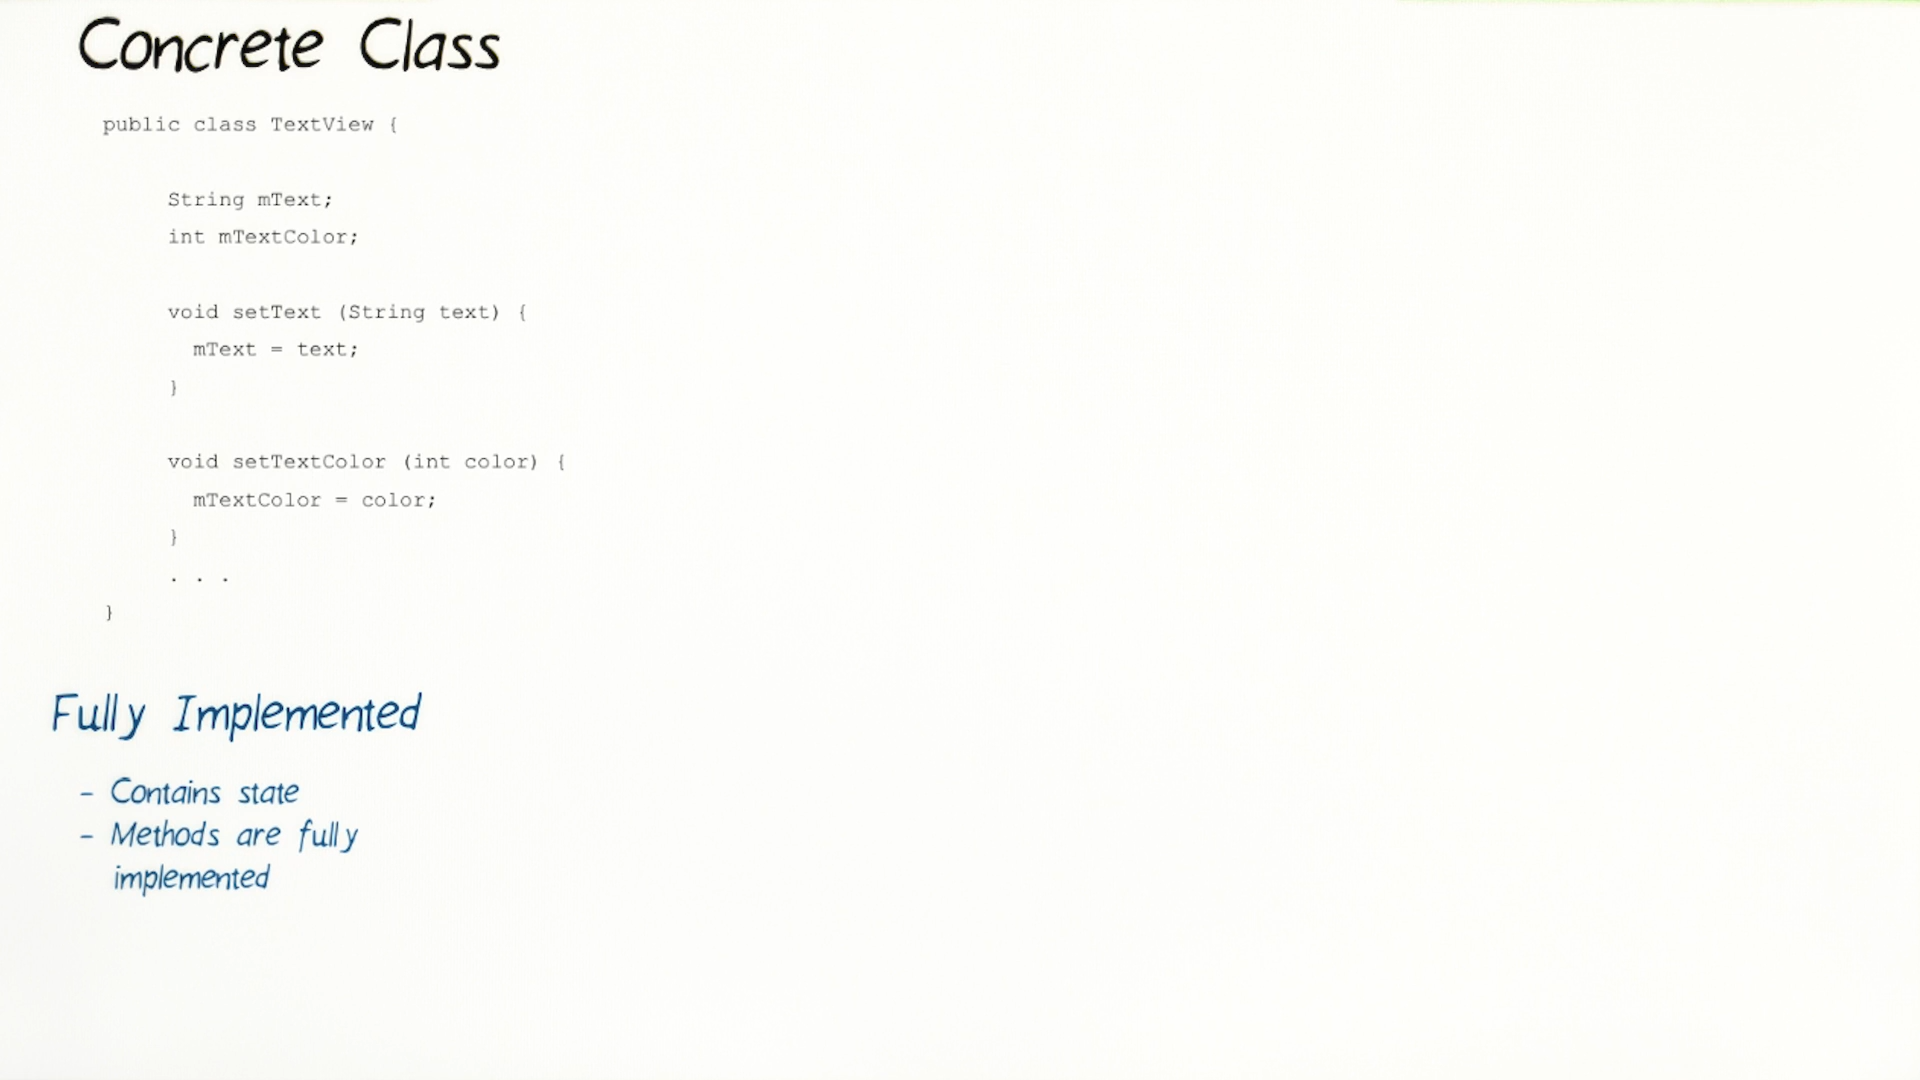 Concrete Class
public class TextView {
String mText;
int mTextColor;
void setText (String text) {
mText = text;
}
void setTextColor (int color) {
mTextColor = color;
}
. . .
}
Fully Implemented
- Contains state
- Methods are fully
implemented